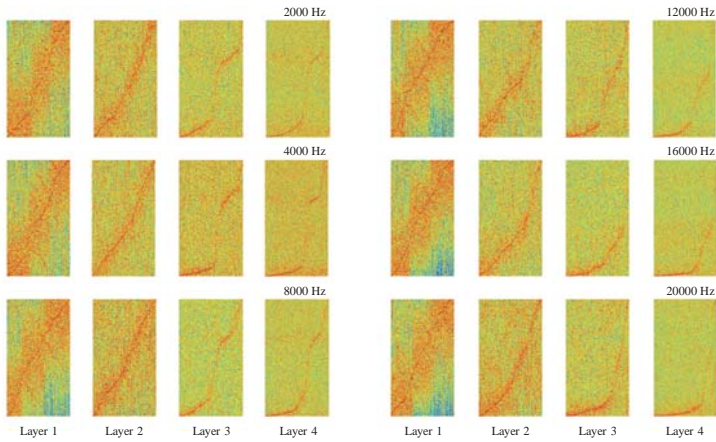 2000 Hz
12000 Hz
4000 Hz
16000 Hz
8000 Hz
20000 Hz
Layer 1 Layer 2 Layer 3 Layer 4 Layer 1 Layer 2 Layer 3 Layer 4